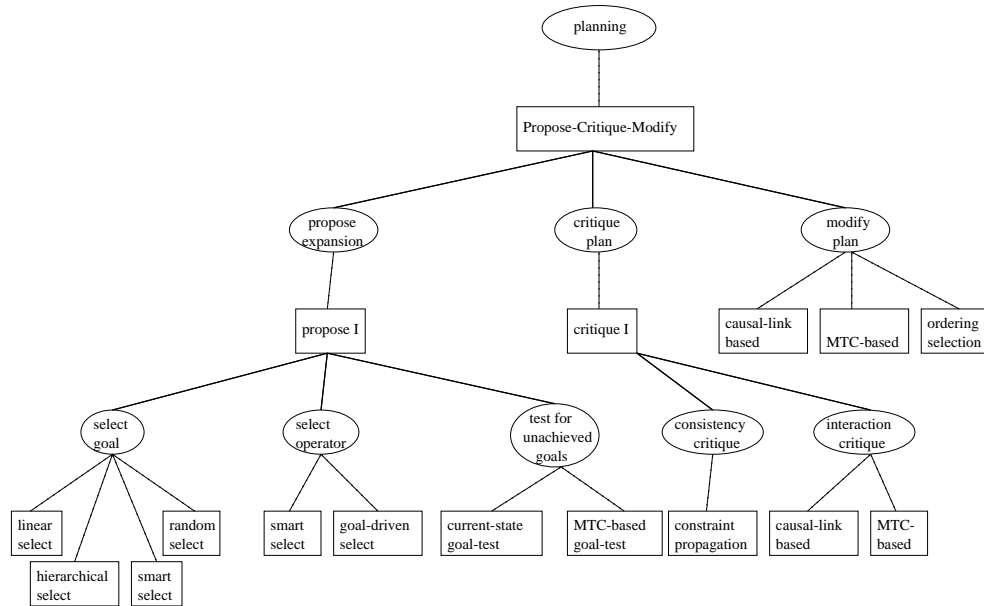 planning
Propose-Critique-Modify
propose
expansion
critique
plan
modify
plan
propose I
critique I
causal-link
based
MTC-based
ordering
selection
select
goal
select
operator
test for
unachieved
goals
consistency
critique
interaction
critique
linear
select
hierarchical
select
smart
select
random
select
smart
select
goal-driven
select
current-state
goal-test
MTC-based
goal-test
constraint
propagation
causal-link
based
MTC-
based